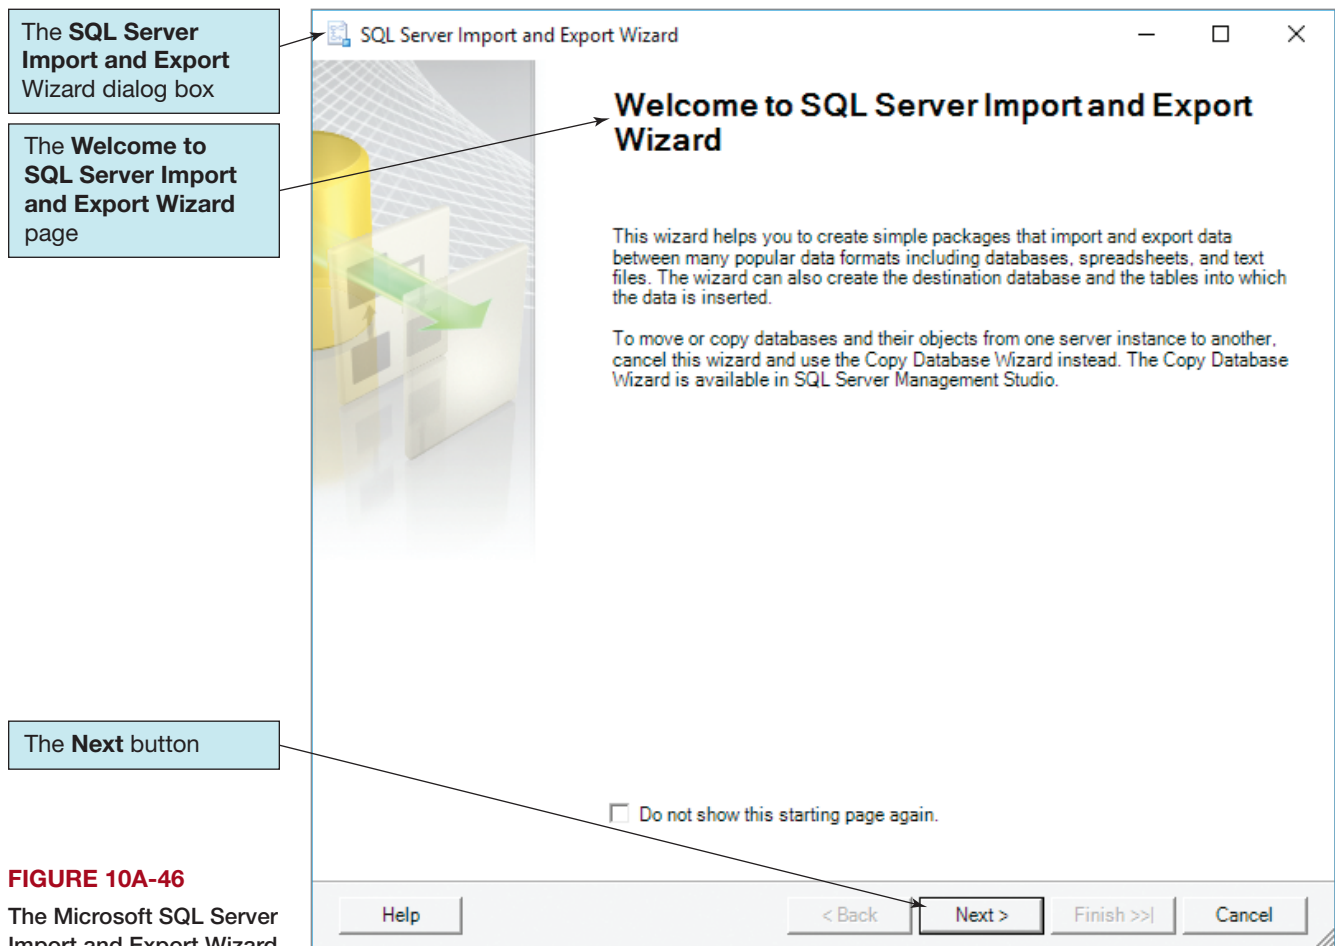 The SQL Server
Import and Export
Wizard dialog box
The Welcome to
SQL Server Import
and Export Wizard
page
The Next button
FIGURE 10A-46
The Microsoft SQL Server
Import and Export Wizard
SQL Server Import and Export Wizard
Welcome to SQL Server Import and Export
Wizard
This wizard helps you to create simple packages that import and export data
between many popular data formats including databases, spreadsheets, and text
files. The wizard can also create the destination database and the tables into which
the data is inserted.
To move or copy databases and their objects from one server instance to another,
cancel this wizard and use the Copy Database Wizard instead. The Copy Database
Wizard is available in SQL Server Management Studio.
Do not show this starting page again.
Help
< Back
Next >
Finish >>|
Cancel